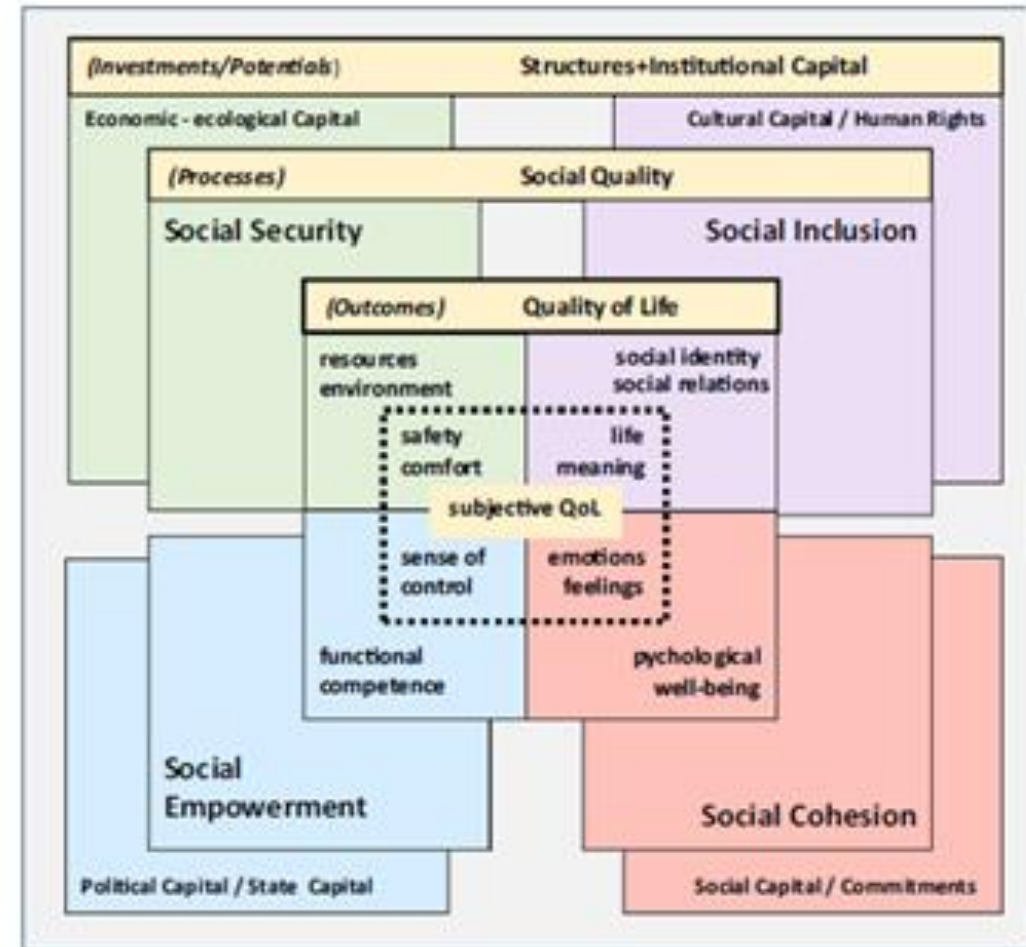 (Investments/Potentials) Structures+Institutional Capital
Economic - ecological Capital
Cultural Capital / Human Rights
(Processes) Social Quality
Social Security
Social Inclusion
(Outcomes) Quality of Life
resources
environment
social identity
social relations
safety
comfort
life
meaning
subjective QoL
sense of
control
emotions
feelings
functional
competence
pychological
well-being
Social
Empowerment
Social Cohesion
Political Capital / State Capital
Social Capital / Commitments